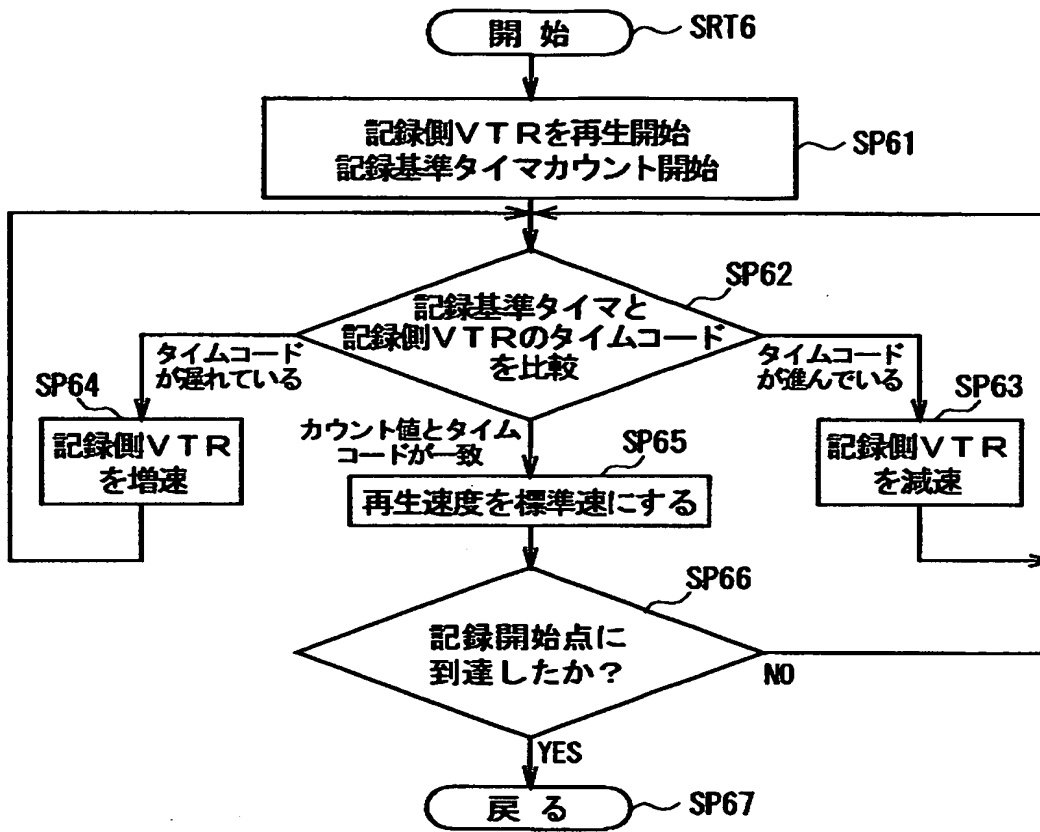 開始
SRT6
記録側VTRを再生開始
記録基準タイマカウント開始
SP61
SP62
記録基準タイマと
記録側VTRのタイムコード
を比較
タイムコード
が遅れている
タイムコード
が進んでいる
SP64
記録側VTR
を増速
SP63
記録側VTR
を減速
カウント値とタイム
コードが一致
SP65
再生速度を標準速にする
SP66
記録開始点に
到達したか?
NO
YES
戻る
SP67